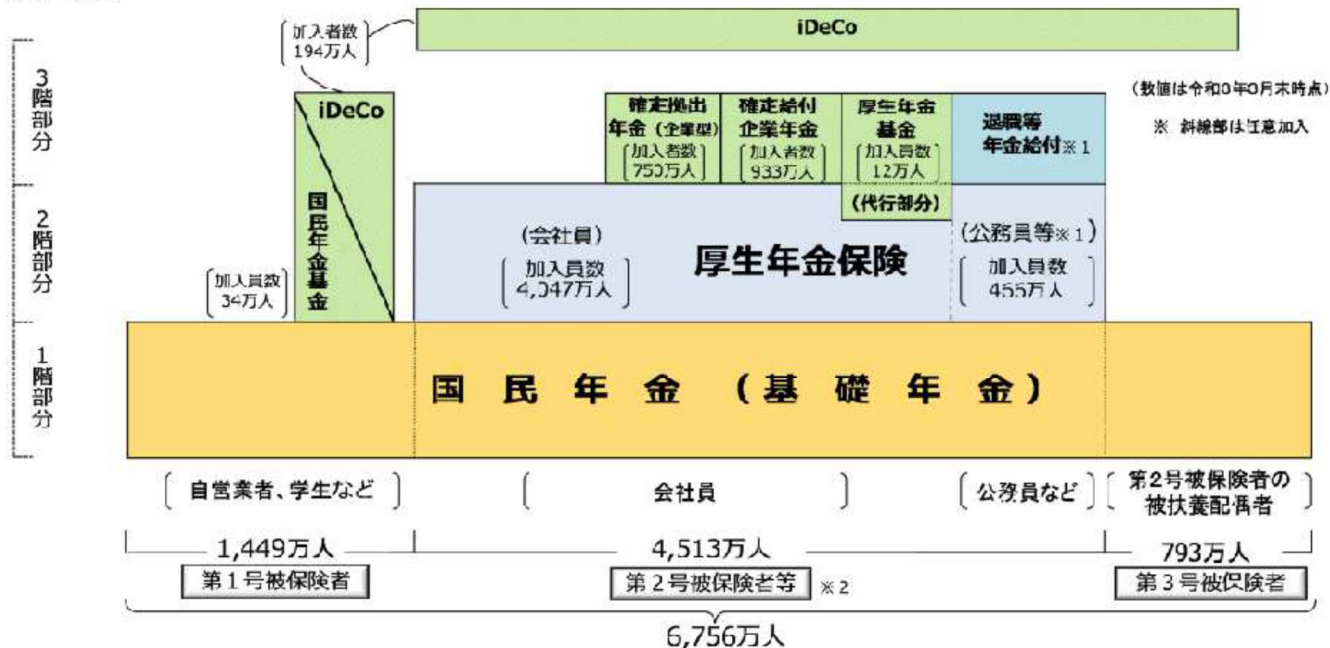 加入者数
194万人
iDeCo
3階部分
2階部分
1階部分
iDeCo
国民年金基金
加入員数
34万人
確定拠出
年金（企業型）
加入者数
750万人
確定給付
企業年金
加入者数
933万人
厚生年金
基金
加入員数
12万人
（代行部分）
退職等
年金給付※1
（数値は令和3年3月末時点）
※ 斜線部は任意加入
（会社員）
加入員数
4,047万人
厚生年金保険
（公務員等※1）
加入員数
466万人
国民年金（基礎年金）
自営業者、学生など
会社員
公務員など
第2号被保険者の
被扶養配偶者
1,449万人
4,513万人
793万人
第1号被保険者
第2号被保険者等 ※2
第3号被保険者
6,756万人